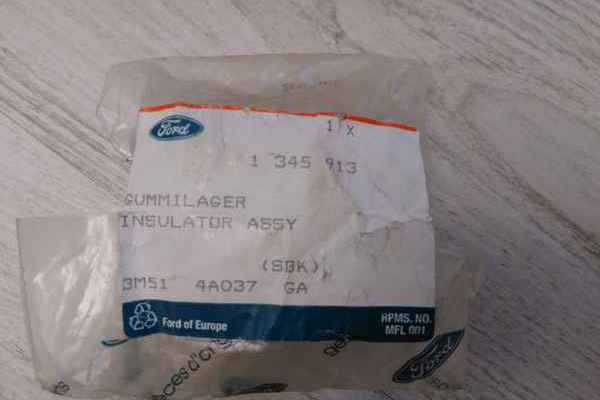 Ford
1 X
1 345 913
GUMMILAGER
INSULATOR ASSY
(SBK)
3M51 4A037 GA
Ford of Europe
RPMS. NO.
MFL 001
Ford